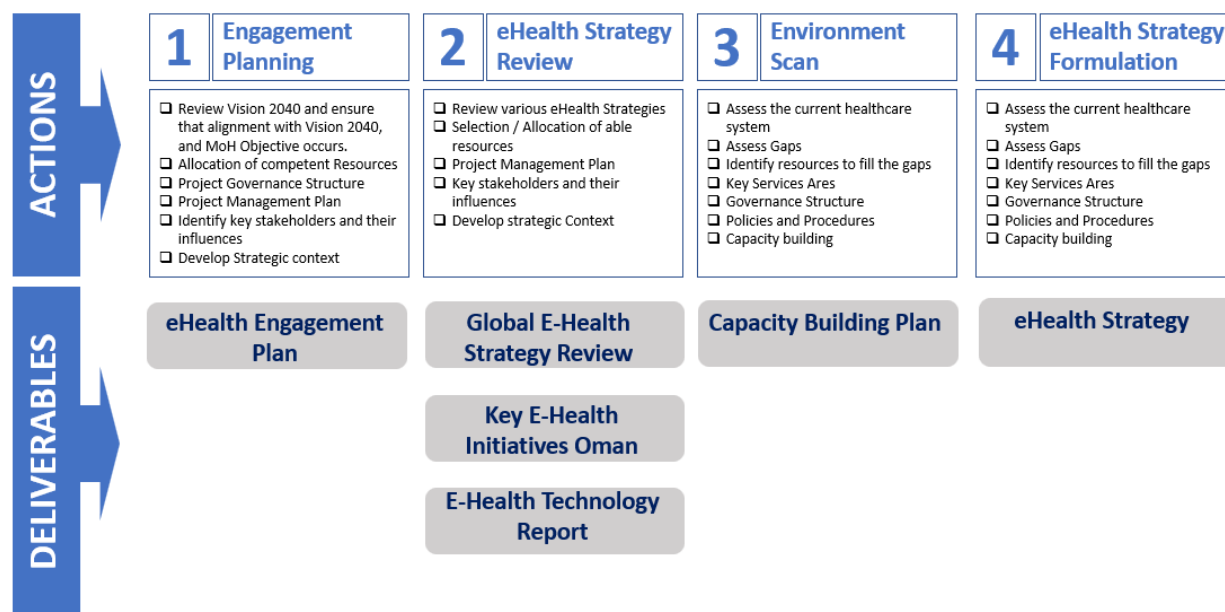 ACTIONS
1
Engagement
Planning
❑ Review Vision 2040 and ensure
that alignment with Vision 2040,
and MoH Objective occurs.
❑ Allocation of competent Resources
❑ Project Governance Structure
❑ Project Management Plan
❑ Identify key stakeholders and their
influences
❑ Develop Strategic context
2
eHealth Strategy
Review
❑ Review various eHealth Strategies
❑ Selection / Allocation of able
resources
❑ Project Management Plan
❑ Key stakeholders and their
influences
❑ Develop strategic Context
3
Environment
Scan
❑ Assess the current healthcare
system
❑ Assess Gaps
❑ Identify resources to fill the gaps
❑ Key Services Ares
❑ Governance Structure
❑ Policies and Procedures
❑ Capacity building
4
eHealth Strategy
Formulation
❑ Assess the current healthcare
system
❑ Assess Gaps
❑ Identify resources to fill the gaps
❑ Key Services Ares
❑ Governance Structure
❑ Policies and Procedures
❑ Capacity building
DELIVERABLES
eHealth Engagement
Plan
Global E-Health
Strategy Review
Key E-Health
Initiatives Oman
E-Health Technology
Report
Capacity Building Plan
eHealth Strategy